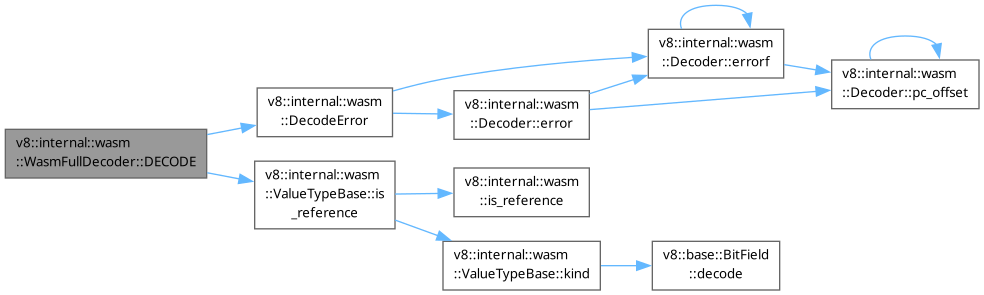 v8::internal::wasm
::WasmFullDecoder::DECODE
v8::internal::wasm
::DecodeError
v8::internal::wasm
::Decoder::error
v8::internal::wasm
::Decoder::errorf
v8::internal::wasm
::Decoder::pc_offset
v8::internal::wasm
::ValueTypeBase::is
_reference
v8::internal::wasm
::is_reference
v8::internal::wasm
::ValueTypeBase::kind
v8::base::BitField
::decode